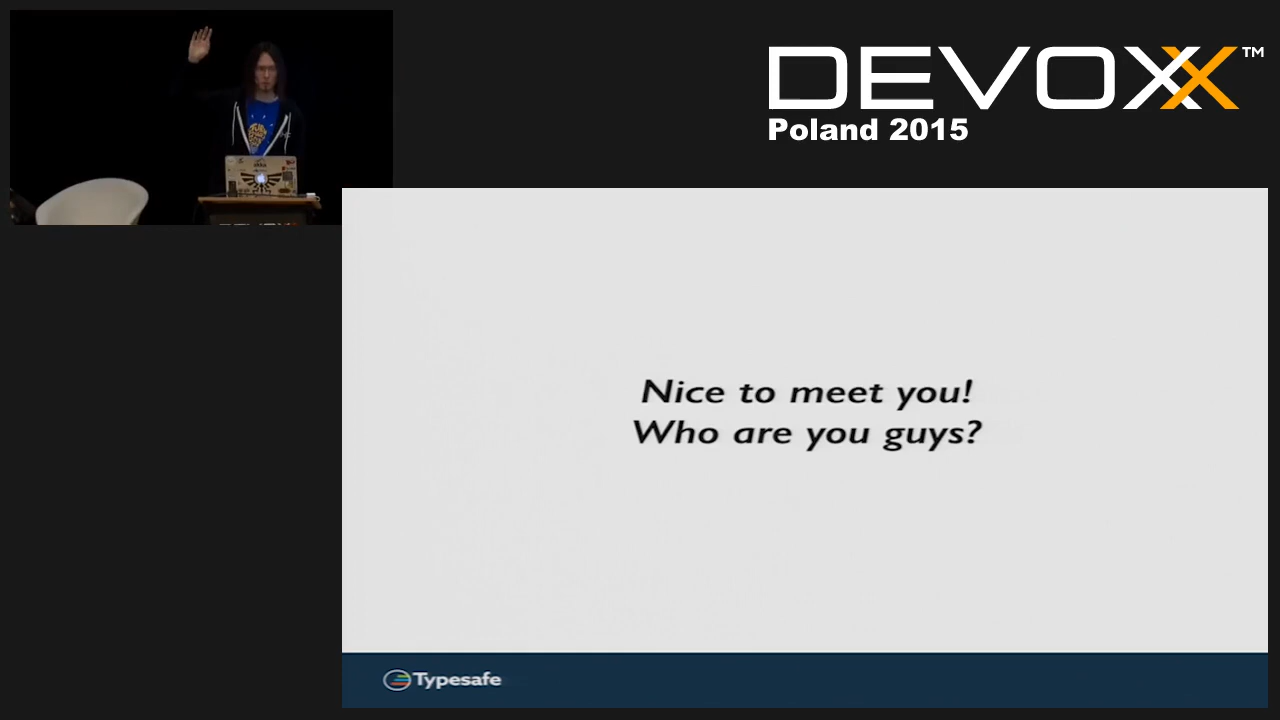 DEVOXX™
Poland 2015
Nice to meet you!
Who are you guys?
Typesafe